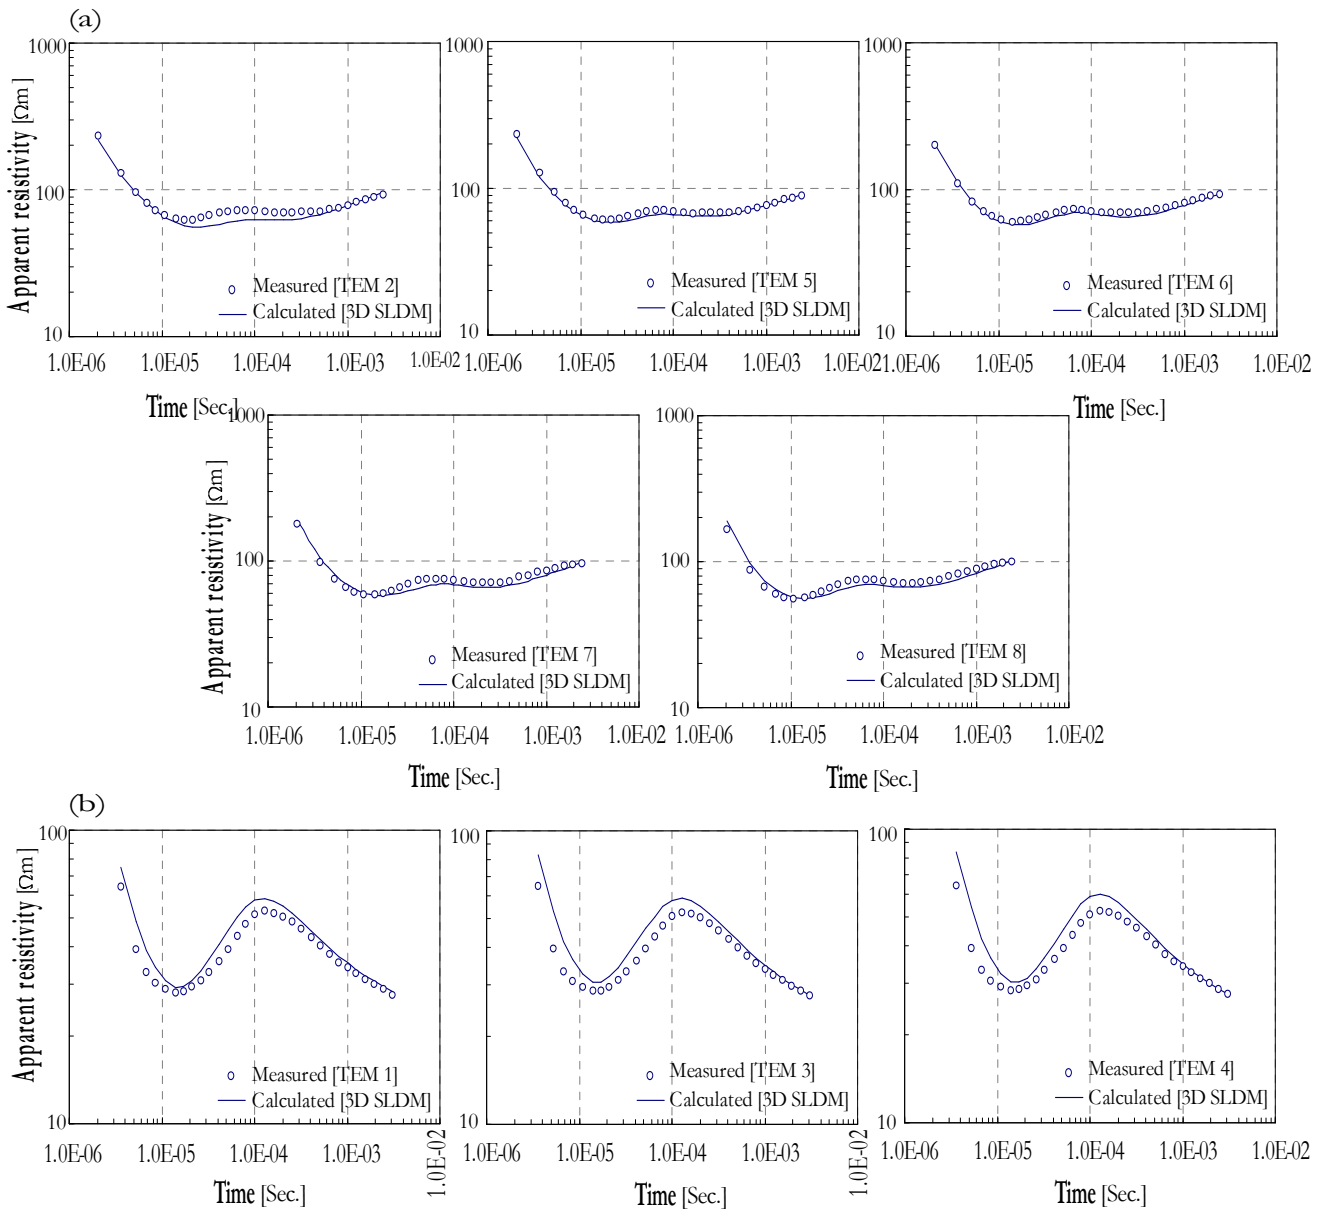 (a)
1000
100
10
Apparent resistivity [Ωm]
Measured [TEM 2]
Calculated [3D SLDM]
1.0E-06 1.0E-05 1.0E-04 1.0E-03 1.0E-02
Time [Sec.]
1000
100
10
Measured [TEM 5]
Calculated [3D SLDM]
1.0E-06 1.0E-05 1.0E-04 1.0E-03 1.0E-02
1000
100
10
Measured [TEM 6]
Calculated [3D SLDM]
1.0E-06 1.0E-05 1.0E-04 1.0E-03 1.0E-02
Time [Sec.]
1000
100
10
Apparent resistivity [Ωm]
Measured [TEM 7]
Calculated [3D SLDM]
1.0E-06 1.0E-05 1.0E-04 1.0E-03 1.0E-02
Time [Sec.]
1000
100
10
Measured [TEM 8]
Calculated [3D SLDM]
1.0E-06 1.0E-05 1.0E-04 1.0E-03 1.0E-02
Time [Sec.]
(b)
100
10
Apparent resistivity [Ωm]
Measured [TEM 1]
Calculated [3D SLDM]
1.0E-06 1.0E-05 1.0E-04 1.0E-03 1.0E-02
Time [Sec.]
100
10
Measured [TEM 3]
Calculated [3D SLDM]
1.0E-06 1.0E-05 1.0E-04 1.0E-03 1.0E-02
Time [Sec.]
100
10
Measured [TEM 4]
Calculated [3D SLDM]
1.0E-06 1.0E-05 1.0E-04 1.0E-03 1.0E-02
Time [Sec.]